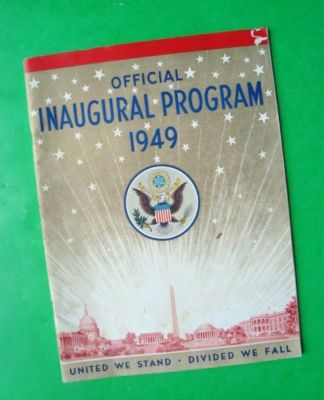 OFFICIAL
INAUGURAL PROGRAM
1949
UNITED WE STAND · DIVIDED WE FALL